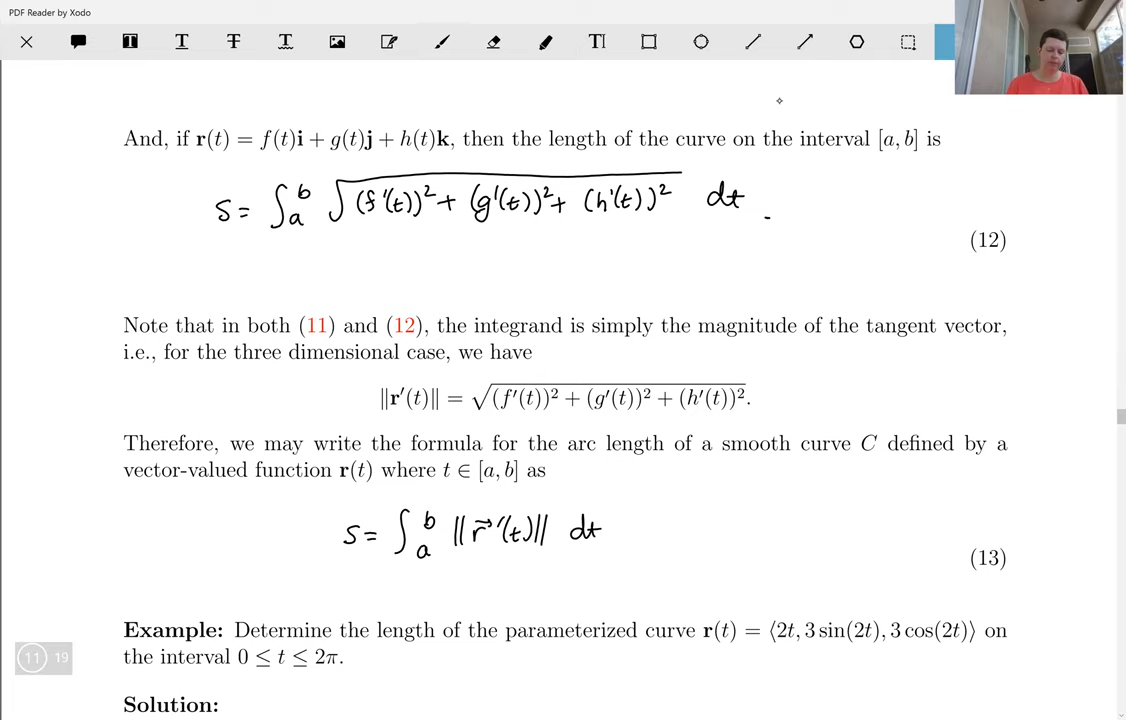 PDF Reader by Xodo
And, if r(t) = f(t)i + g(t)j + h(t)k, then the length of the curve on the interval [a, b] is
s = ∫ₐᵇ √((f'(t))² + (g'(t))² + (h'(t))²) dt.
(12)
Note that in both (11) and (12), the integrand is simply the magnitude of the tangent vector,
i.e., for the three dimensional case, we have
‖r′(t)‖ = √((f′(t))² + (g′(t))² + (h′(t))²).
Therefore, we may write the formula for the arc length of a smooth curve C defined by a
vector-valued function r(t) where t ∈ [a, b] as
s = ∫ₐᵇ ‖r⃗'(t)‖ dt
(13)
Example: Determine the length of the parameterized curve r(t) = ⟨2t, 3 sin(2t), 3 cos(2t)⟩ on
the interval 0 ≤ t ≤ 2π.
11 19
Solution: